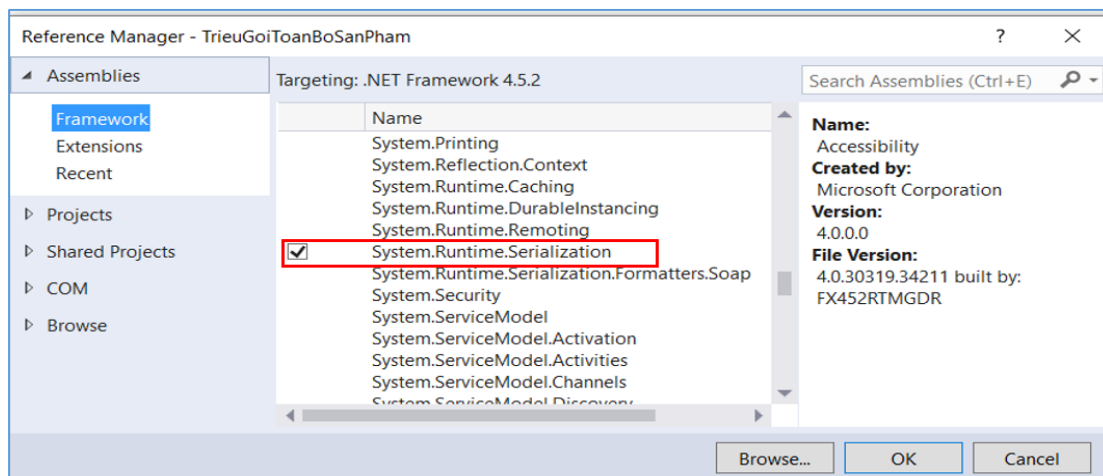 Reference Manager - TrieuGoiToanBoSanPham ?
Assemblies
Framework
Extensions
Recent
Projects
Shared Projects
COM
Browse
Targeting: .NET Framework 4.5.2
Name
System.Printing
System.Reflection.Context
System.Runtime.Caching
System.Runtime.DurableInstancing
System.Runtime.Remoting
System.Runtime.Serialization
System.Runtime.Serialization.Formatters.Soap
System.Security
System.ServiceModel
System.ServiceModel.Activation
System.ServiceModel.Activities
System.ServiceModel.Channels
System.ServiceModel.Discovery
Search Assemblies (Ctrl+E)
Name:
Accessibility
Created by:
Microsoft Corporation
Version:
4.0.0.0
File Version:
4.0.30319.34211 built by:
FX452RTMGDR
Browse... OK Cancel